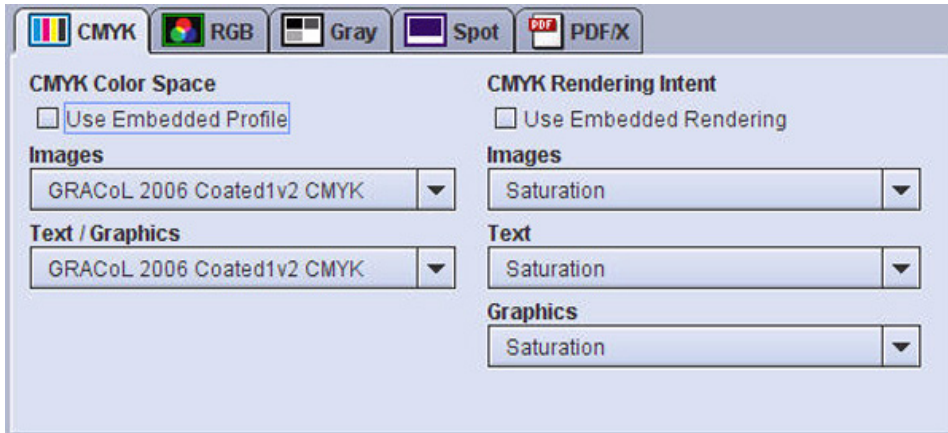 CMYK RGB Gray Spot PDF PDF/X
CMYK Color Space
Use Embedded Profile
Images
GRACoL 2006 Coated1v2 CMYK
Text / Graphics
GRACoL 2006 Coated1v2 CMYK
CMYK Rendering Intent
Use Embedded Rendering
Images
Saturation
Text
Saturation
Graphics
Saturation